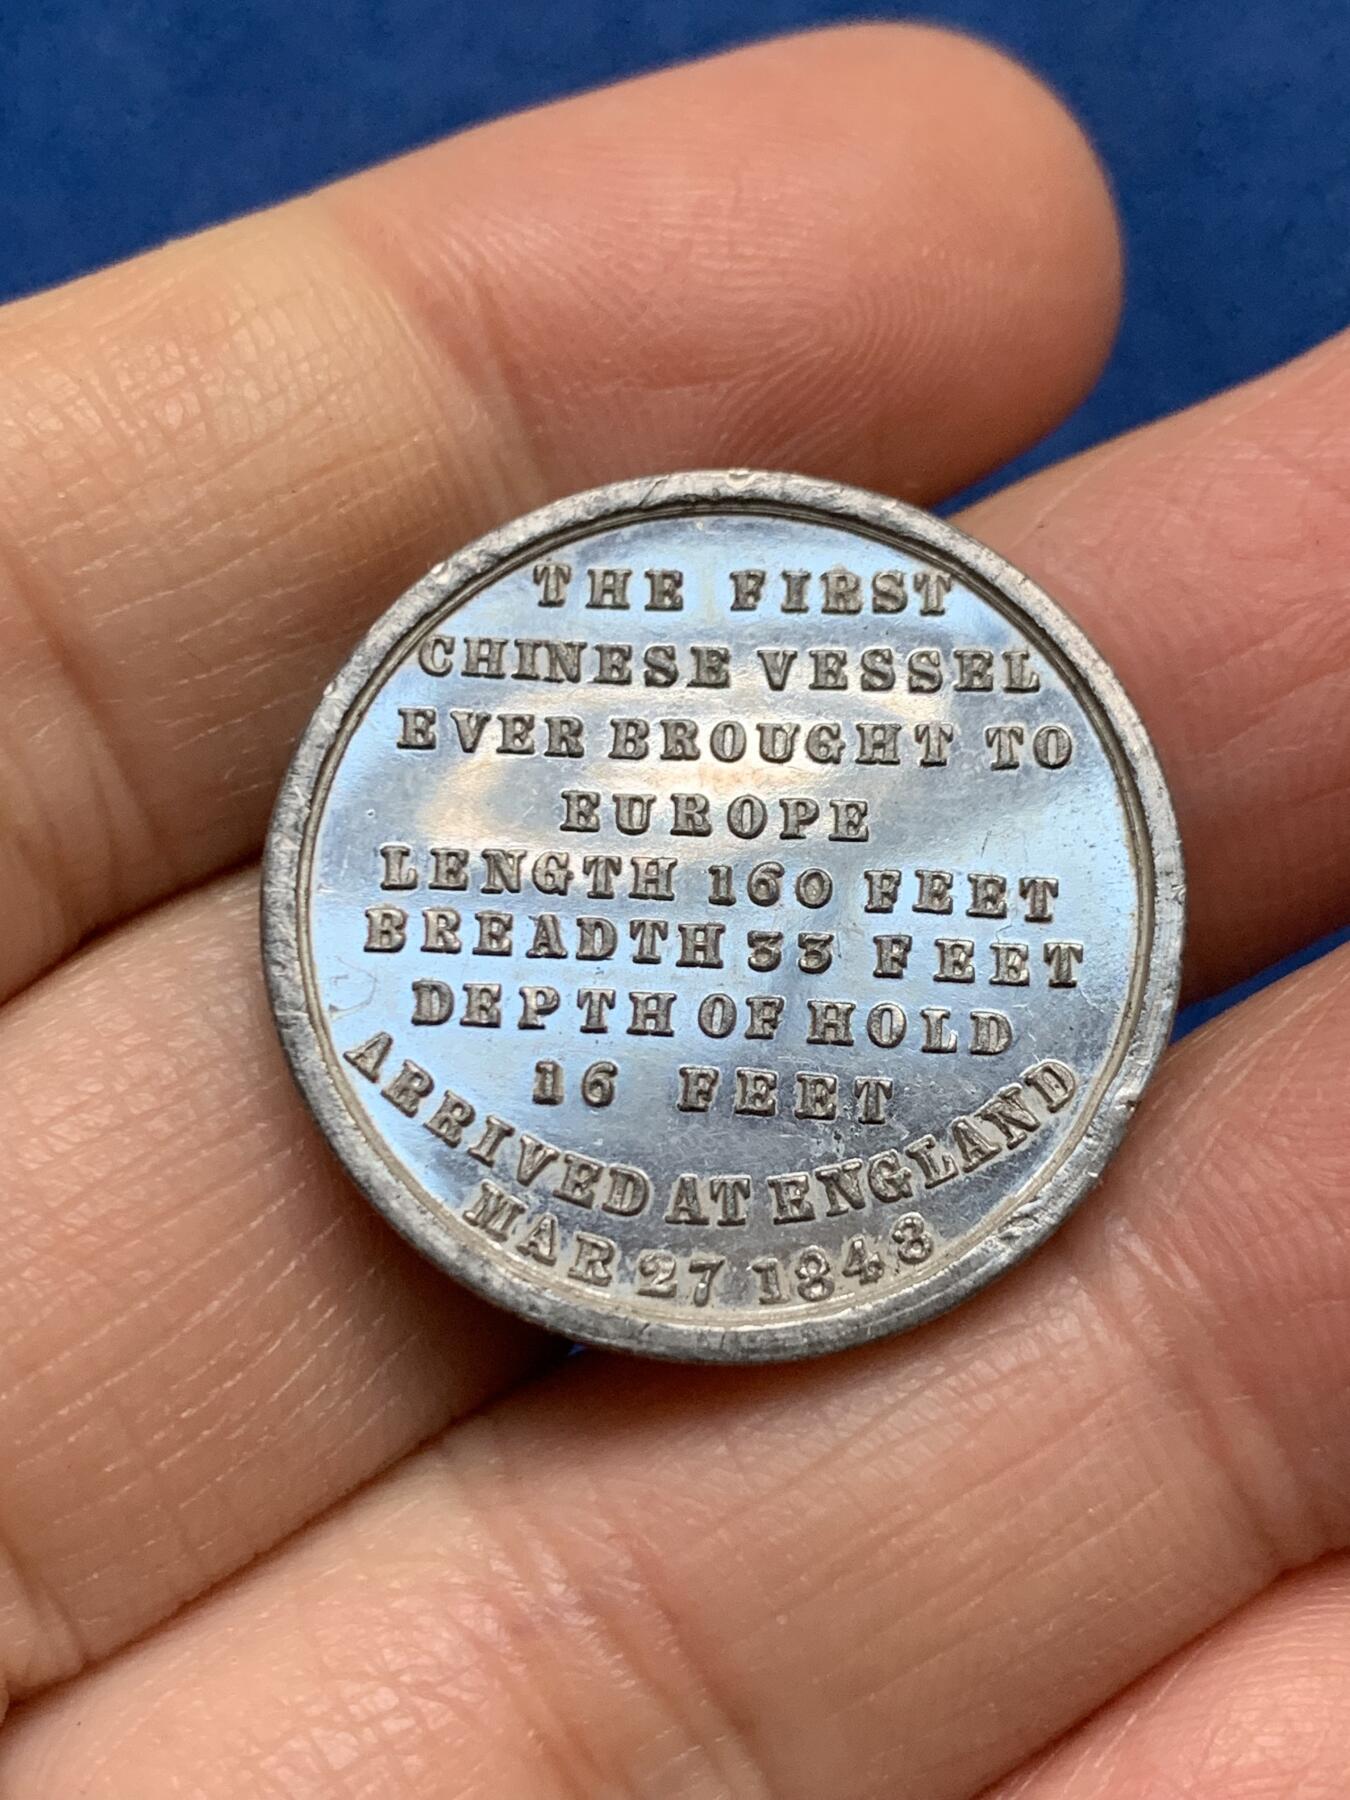 THE FIRST
CHINESE VESSEL
EVER BROUGHT TO
EUROPE
LENGTH 160 FEET
BREADTH 33 FEET
DEPTH OF HOLD
16 FEET
ARRIVED AT ENGLAND
MAR 27 1848